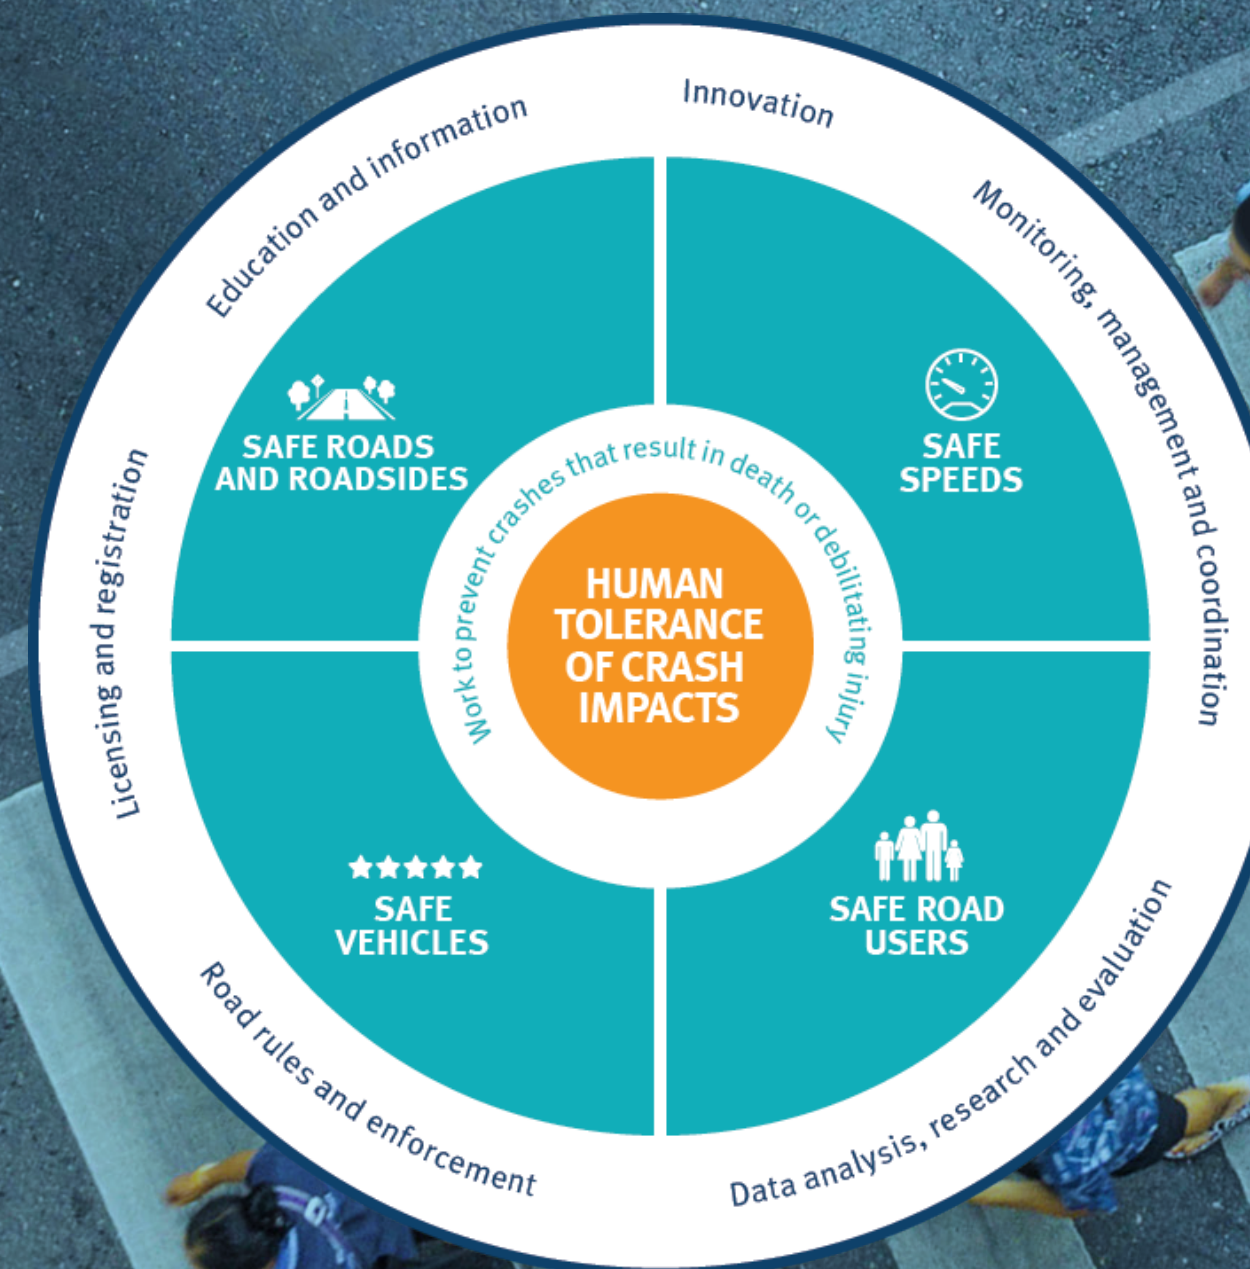 Innovation
Education and information
Monitoring, management and coordination
SAFE ROADS
AND ROADSIDES
SAFE
SPEEDS
Licensing and registration
Work to prevent crashes that result in death or debilitating injury
HUMAN
TOLERANCE
OF CRASH
IMPACTS
SAFE
VEHICLES
SAFE ROAD
USERS
Road rules and enforcement
Data analysis, research and evaluation